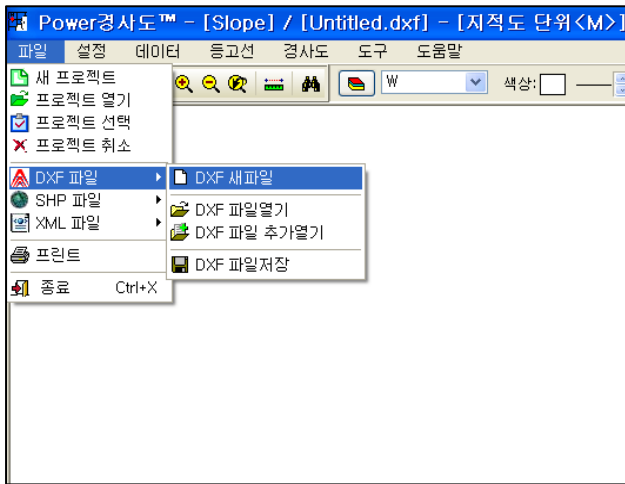 Power경사도™ - [Slope] / [Untitled.dxf] - [지적도 단위<M>]
파일 설정 데이터 등고선 경사도 도구 도움말
W 색상:
새 프로젝트
프로젝트 열기
프로젝트 선택
프로젝트 취소
DXF 파일
SHP 파일
XML 파일
프린트
종료 Ctrl+X
DXF 새파일
DXF 파일열기
DXF 파일 추가열기
DXF 파일저장